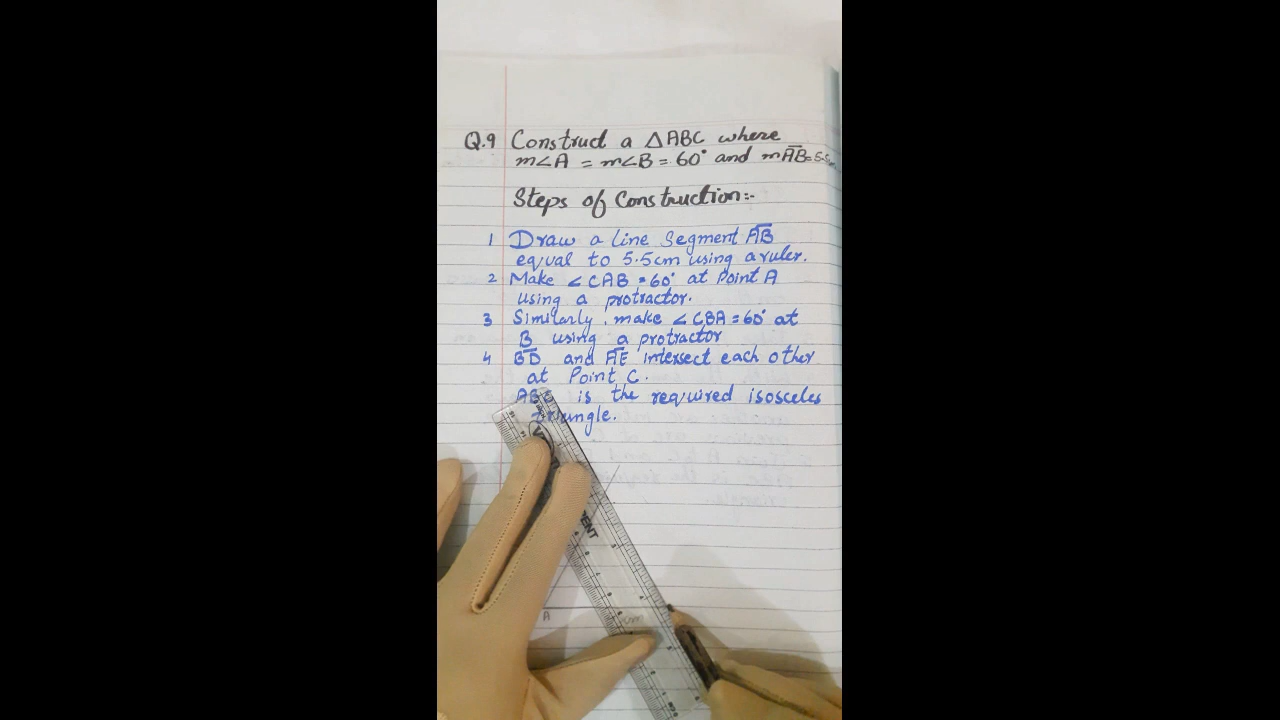 Q.9 Construct a △ABC where
m∠A = m∠B = 60° and mAB=5.5
Steps of Construction:-
1 Draw a line Segment AB
equal to 5.5cm using a ruler.
2 Make ∠CAB = 60° at Point A
using a protractor.
3 Similarly, make ∠CBA = 60° at
B using a protractor
4 BD and AE intersect each other
at Point C.
is the required isosceles
triangle.
A
cm